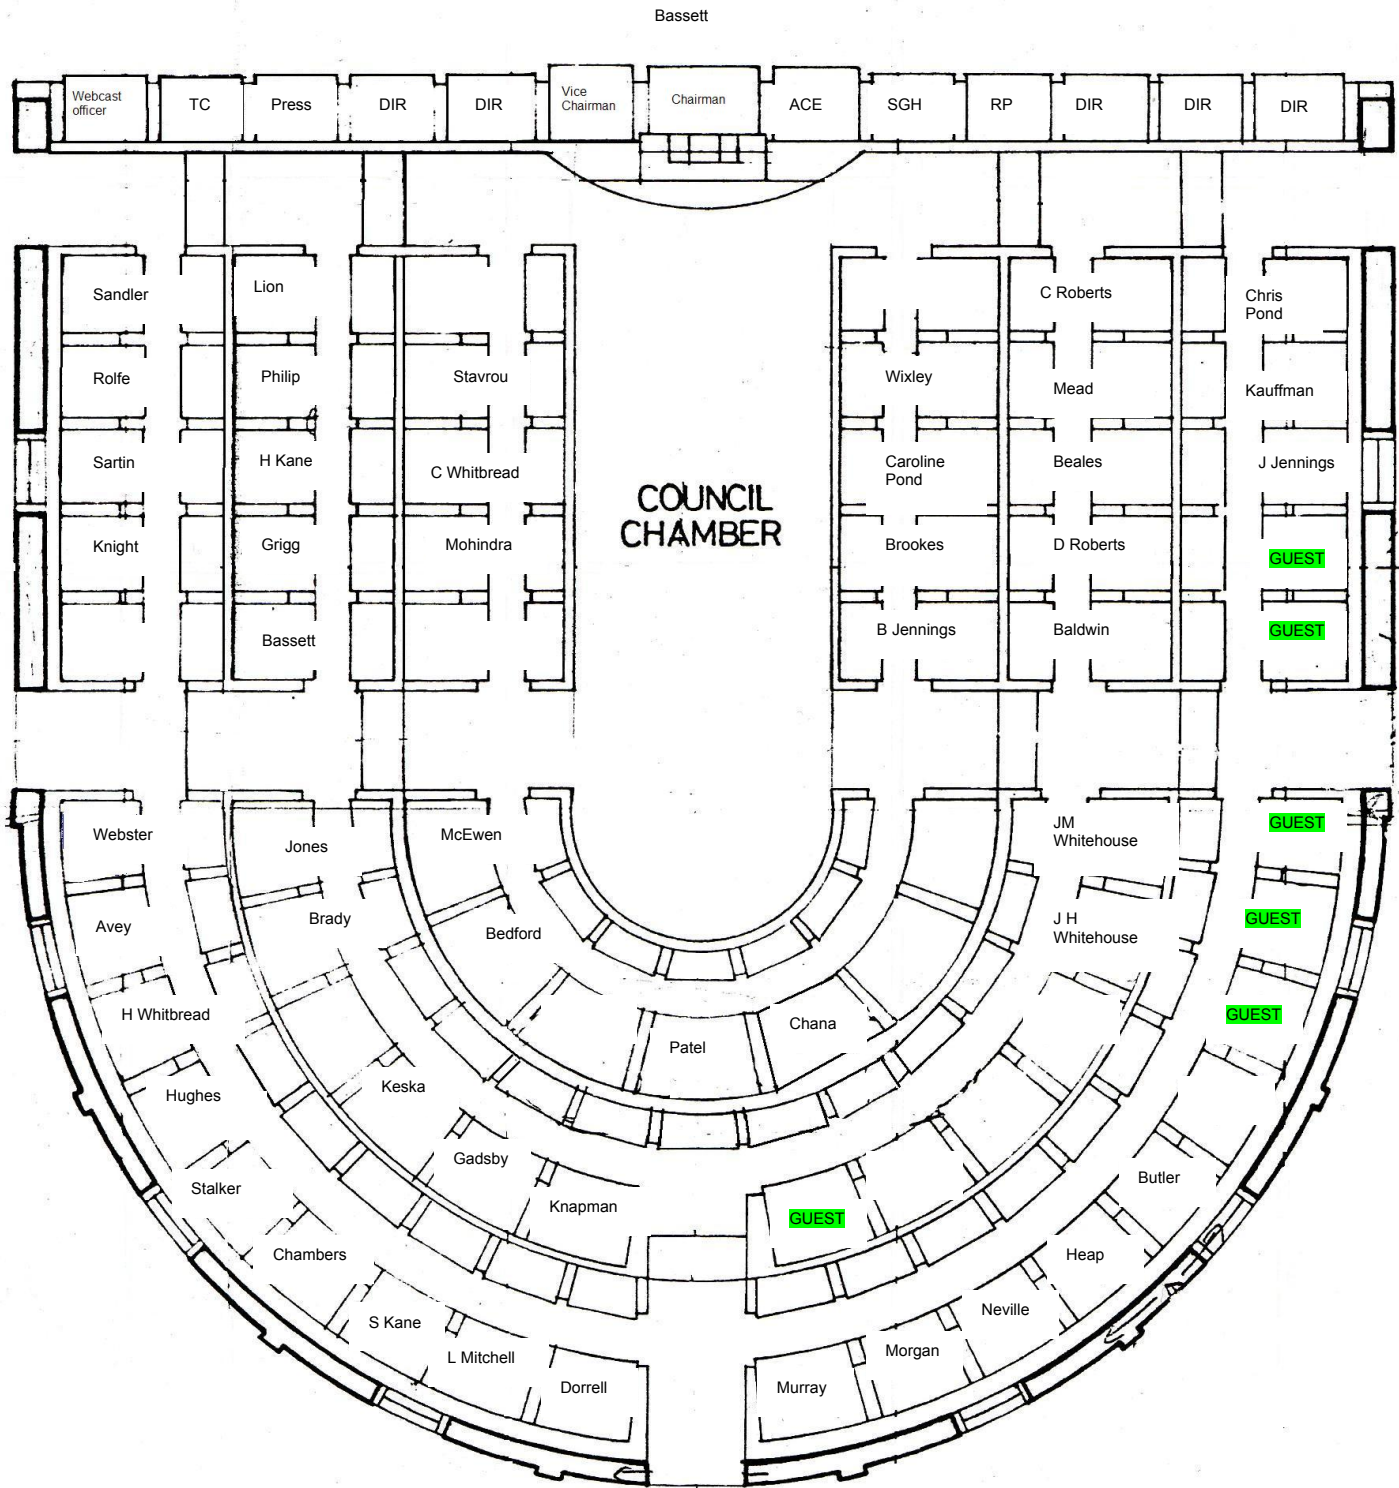 Bassett
Webcast
officer
TC
Press
DIR
DIR
Vice
Chairman
Chairman
ACE
SGH
RP
DIR
DIR
DIR
Sandler
Lion
C Roberts
Chris
Pond
Rolfe
Philip
Stavrou
Wixley
Mead
Kauffman
Sartin
H Kane
C Whitbread
Caroline
Pond
Beales
J Jennings
COUNCIL
CHAMBER
Knight
Grigg
Mohindra
Brookes
D Roberts
GUEST
Bassett
B Jennings
Baldwin
GUEST
Webster
Jones
McEwen
JM
Whitehouse
GUEST
Avey
Brady
Bedford
J H
Whitehouse
GUEST
H Whitbread
Patel
Chana
GUEST
Hughes
Keska
Stalker
Gadsby
Knapman
GUEST
Butler
Chambers
Heap
S Kane
Neville
L Mitchell
Morgan
Dorrell
Murray